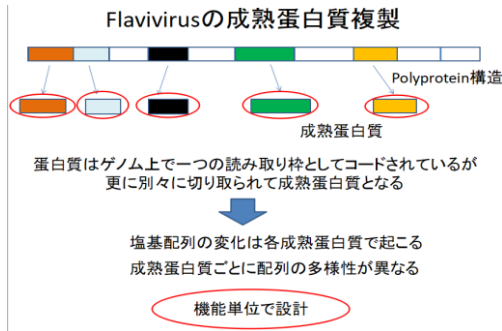 Flavivirusの成熟蛋白質複製
Polyprotein構造
成熟蛋白質
蛋白質はゲノム上で一つの読み取り枠としてコードされているが
更に別々に切り取られて成熟蛋白質となる
塩基配列の変化は各成熟蛋白質で起こる
成熟蛋白質ごとに配列の多様性が異なる
機能単位で設計